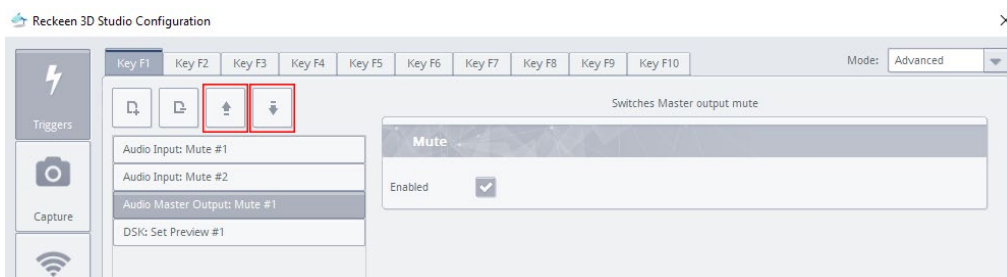 Reckeen 3D Studio Configuration
Key F1 Key F2 Key F3 Key F4 Key F5 Key F6 Key F7 Key F8 Key F9 Key F10 Mode: Advanced
Triggers
Switches Master output mute
Audio Input: Mute #1
Mute
Audio Input: Mute #2
Enabled
Audio Master Output: Mute #1
Capture
DSK: Set Preview #1